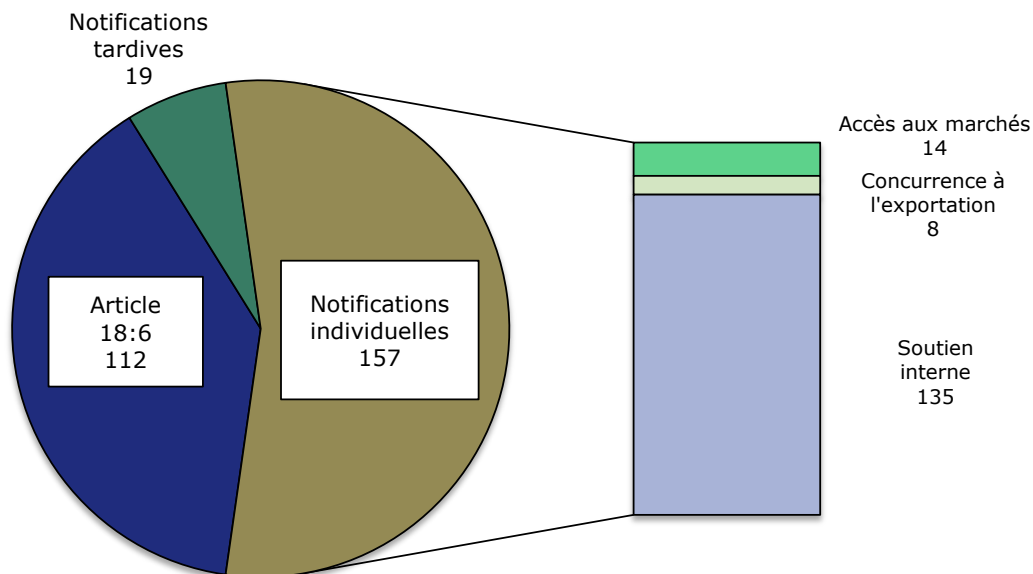 Notifications
tardives
19
Article
18:6
112
Notifications
individuelles
157
Accès aux marchés
14
Concurrence à
l'exportation
8
Soutien
interne
135